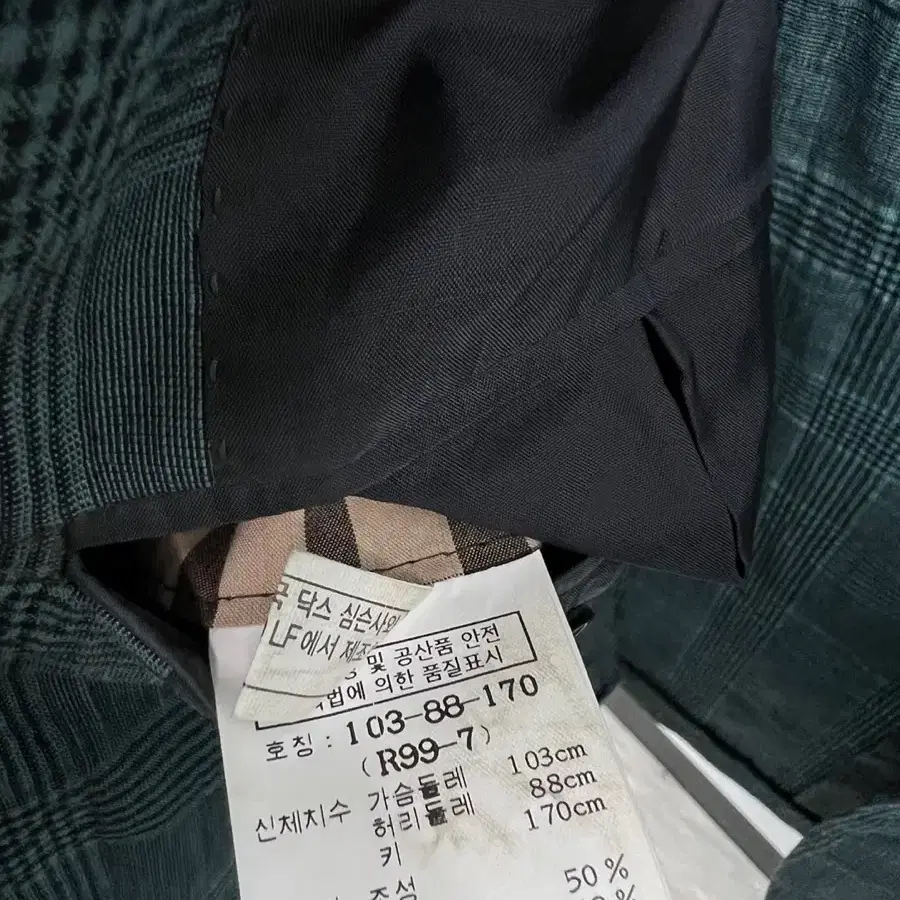 국 닥스 심슨사와
LF에서 제조
및 공산품 안전
법에 의한 품질표시
호칭 : 103-88-170
(R99-7)
신체치수 가슴둘레 103cm
허리둘레 88cm
키 170cm
조성
50 %